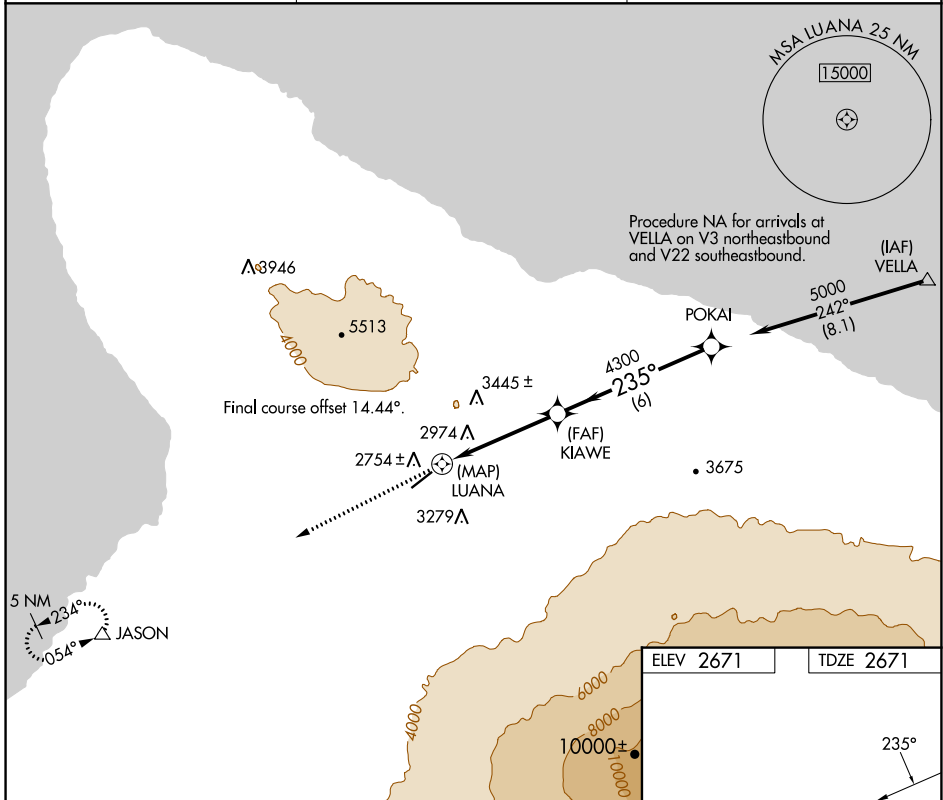 MSA LUANA 25 NM
15000
Procedure NA for arrivals at
VELLA on V3 northeastbound
and V22 southeastbound.
(IAF)
VELLA
5000
242°
(8.1)
POKAI
4300
235°
(6)
3946
5513
4000
Final course offset 14.44°.
3445 ±
2974
(FAF)
KIAWE
2754 ±
(MAP)
LUANA
3675
3279
5 NM
234°
054°
JASON
ELEV 2671
TDZE 2671
6000
4000
8000
10000±
10000
235°